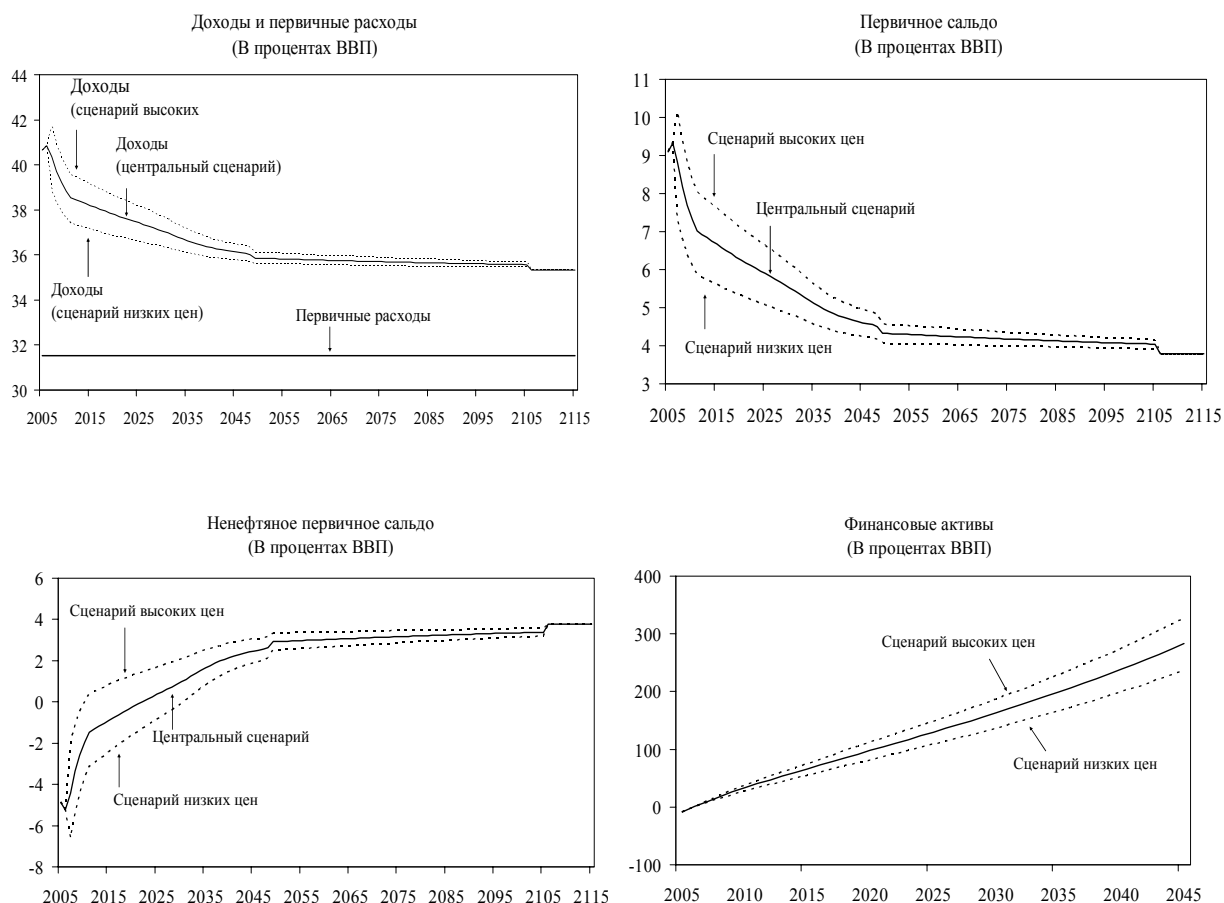 Доходы и первичные расходы
(В процентах ВВП)
44
42
40
38
36
34
32
30
Доходы
(сценарий высоких
Доходы
(центральный сценарий)
Доходы
(сценарий низких цен)
Первичные расходы
2005 2015 2025 2035 2045 2055 2065 2075 2085 2095 2105 2115
Первичное сальдо
(В процентах ВВП)
11
10
9
8
7
6
5
4
3
Сценарий высоких цен
Центральный сценарий
Сценарий низких цен
2005 2015 2025 2035 2045 2055 2065 2075 2085 2095 2105 2115
Ненефтяное первичное сальдо
(В процентах ВВП)
6
4
2
0
-2
-4
-6
-8
Сценарий высоких цен
Центральный сценарий
Сценарий низких цен
2005 2015 2025 2035 2045 2055 2065 2075 2085 2095 2105 2115
Финансовые активы
(В процентах ВВП)
400
300
200
100
0
-100
Сценарий высоких цен
Сценарий низких цен
2005 2010 2015 2020 2025 2030 2035 2040 2045